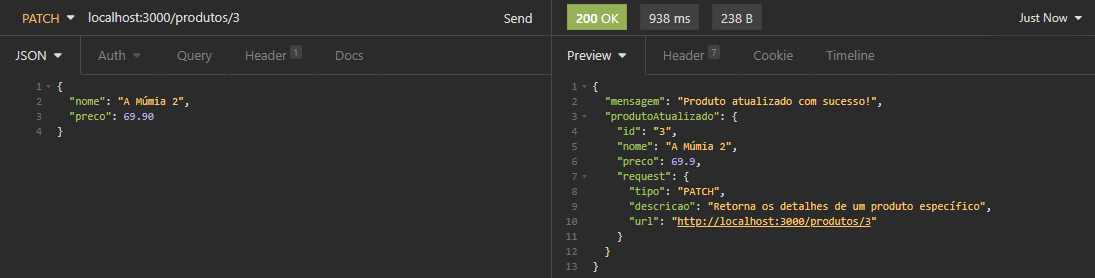 PATCH localhost:3000/produtos/3 Send
JSON Auth Query Header 1 Docs
1 {
2 "nome": "A Múmia 2",
3 "preco": 69.90
4 }
200 OK 938 ms 238 B Just Now
Preview Header 7 Cookie Timeline
1 {
2 "mensagem": "Produto atualizado com sucesso!",
3 "produtoAtualizado": {
4 "id": "3",
5 "nome": "A Múmia 2",
6 "preco": 69.9,
7 "request": {
8 "tipo": "PATCH",
9 "descricao": "Retorna os detalhes de um produto específico",
10 "url": "http://localhost:3000/produtos/3"
11 }
12 }
13 }